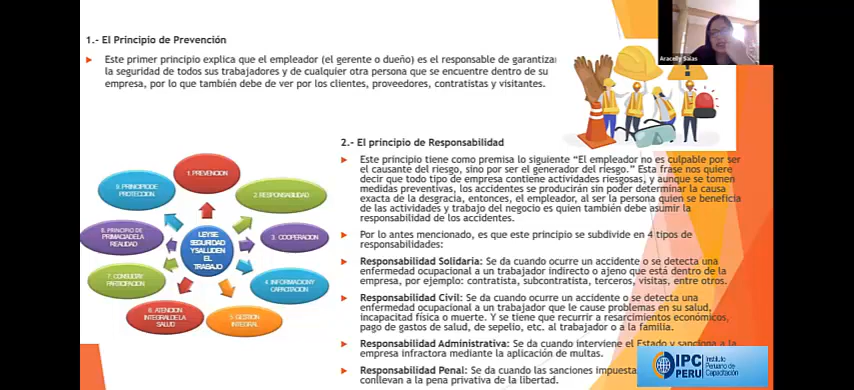 1.- El Principio de Prevención
Este primer principio explica que el empleador (el gerente o dueño) es el responsable de garantizar
la seguridad de todos sus trabajadores y de cualquier otra persona que se encuentre dentro de su
empresa, por lo que también debe de ver por los clientes, proveedores, contratistas y visitantes.
Aracelly Salas
2.- El principio de Responsabilidad
Este principio tiene como premisa lo siguiente “El empleador no es culpable por ser
el causante del riesgo, sino por ser el generador del riesgo.” Esta frase nos quiere
decir que todo tipo de empresa contiene actividades riesgosas, y aunque se tomen
medidas preventivas, los accidentes se producirán sin poder determinar la causa
exacta de la desgracia, entonces, el empleador, al ser la persona quien se beneficia
de las actividades y trabajo del negocio es quien también debe asumir la
responsabilidad de los accidentes.
Por lo antes mencionado, es que este principio se subdivide en 4 tipos de
responsabilidades:
Responsabilidad Solidaria: Se da cuando ocurre un accidente o se detecta una
enfermedad ocupacional a un trabajador indirecto o ajeno que está dentro de la
empresa, por ejemplo: contratista, subcontratista, terceros, visitas, entre otros.
Responsabilidad Civil: Se da cuando ocurre un accidente o se detecta una
enfermedad ocupacional a un trabajador que le cause problemas en su salud,
incapacidad física o muerte. Y se tiene que recurrir a resarcimientos económicos,
pago de gastos de salud, de sepelio, etc. al trabajador o a la familia.
Responsabilidad Administrativa: Se da cuando interviene el Estado y sanciona a la
empresa infractora mediante la aplicación de multas.
Responsabilidad Penal: Se da cuando las sanciones impuesta
conllevan a la pena privativa de la libertad.
1. PREVENCION
2. RESPONSABILIDAD
3. COOPERACION
4. INFORMACION Y
CAPACITACION
5. GESTION
INTEGRAL
6. ATENCION
INTEGRAL DE LA
SALUD
7. CONSULTA Y
PARTICIPACION
8. PRINCIPIO DE
PRIMACIA DE LA
REALIDAD
9. PRINCIPIO DE
PROTECCION
LEY SE
SEGURIDAD
Y SALUD EN
EL
TRABAJO
IPC
PERU
Instituto
Peruano de
Capacitación